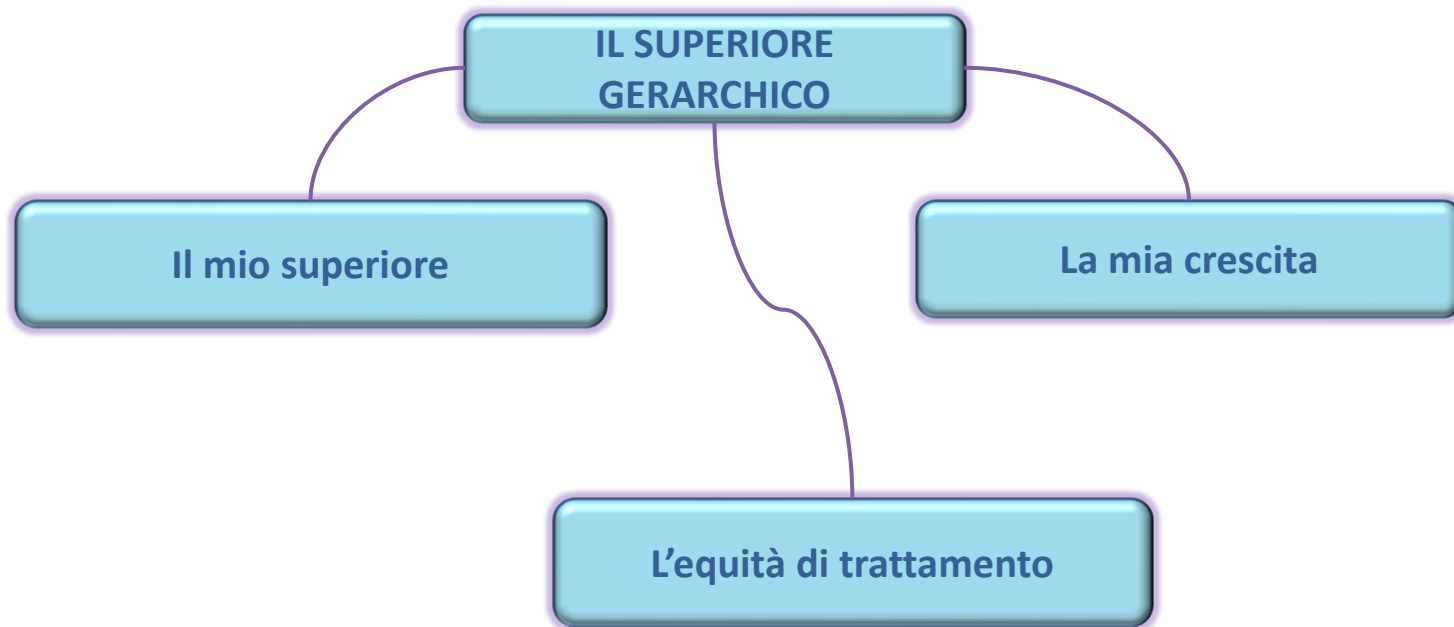 IL SUPERIORE
GERARCHICO
Il mio superiore
La mia crescita
L’equità di trattamento